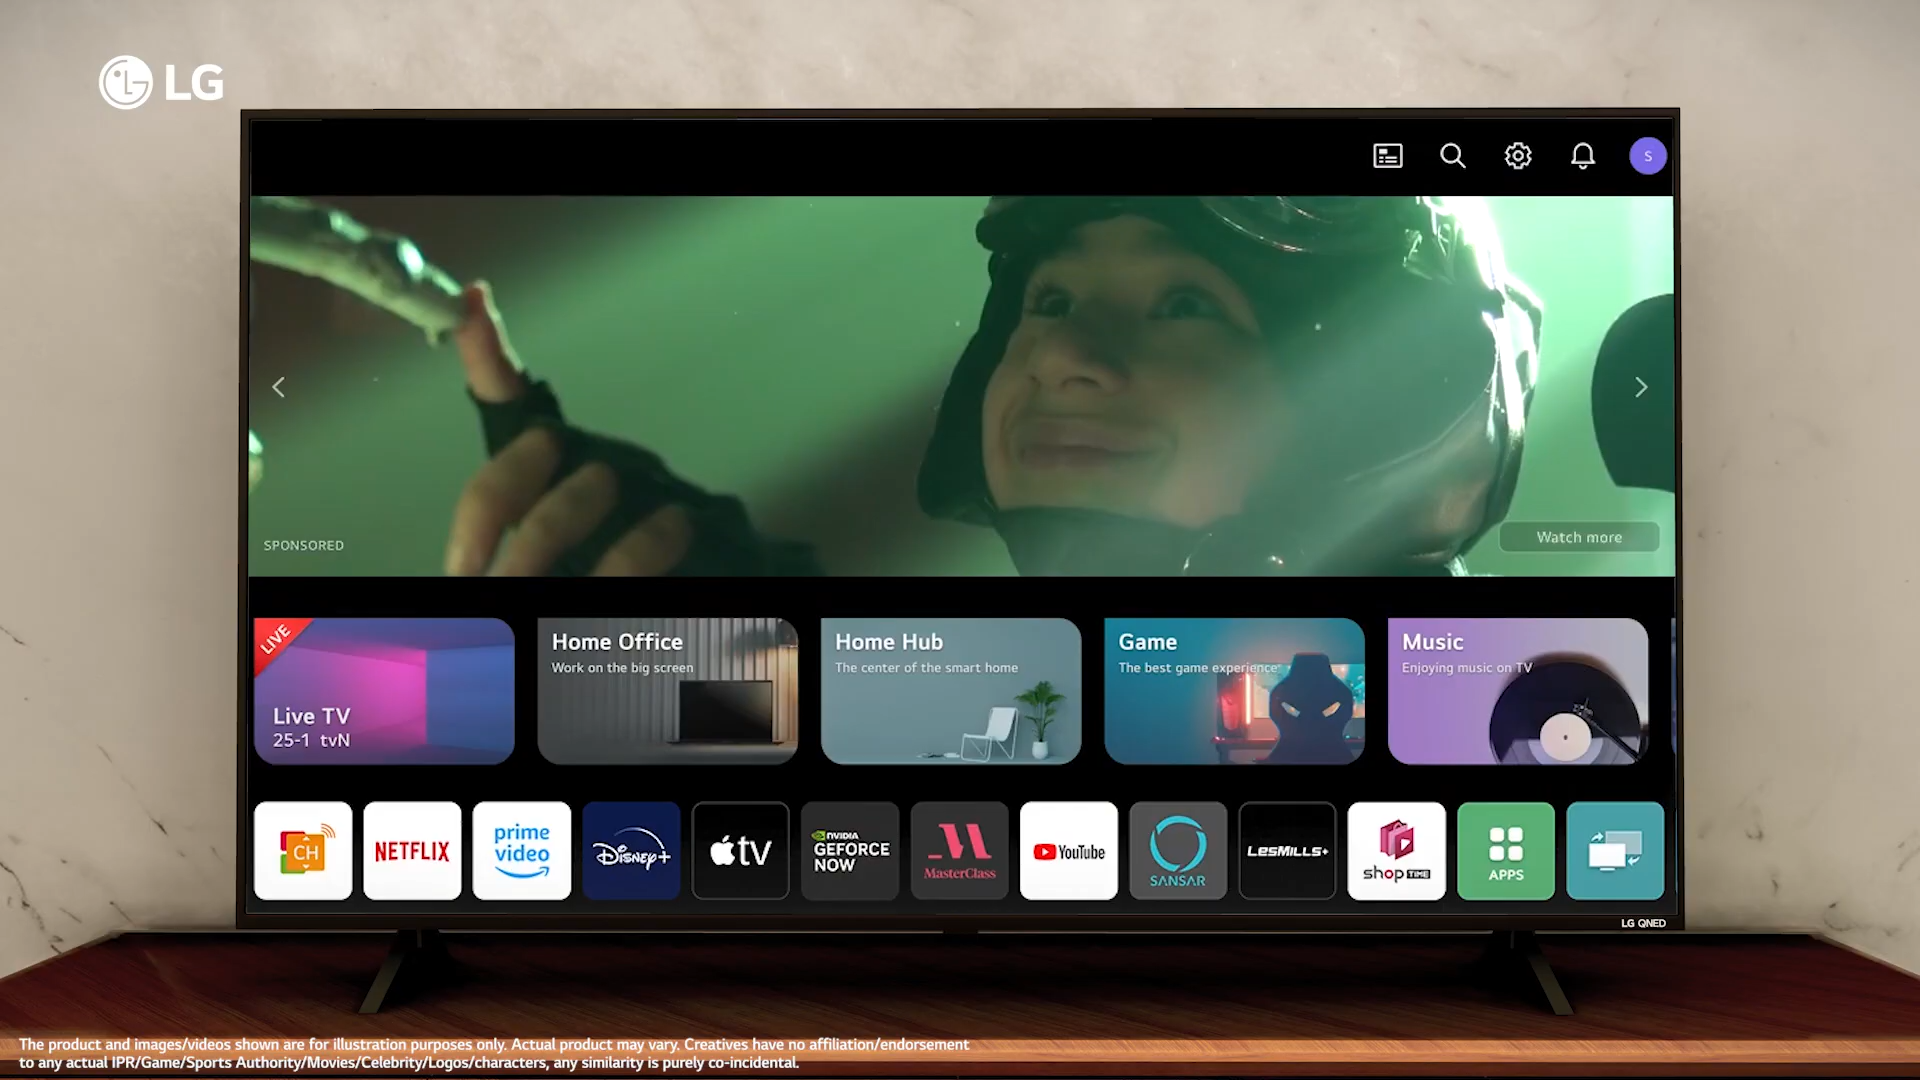 LG
S
SPONSORED
Watch more
LIVE
Live TV
25-1 tvN
Home Office
Work on the big screen
Home Hub
The center of the smart home
Game
The best game experience
Music
Enjoying music on TV
CH
NETFLIX
prime
video
Disney+
tv
NVIDIA
GEFORCE
NOW
MasterClass
YouTube
SANSAR
LESMILLS+
shop TIME
APPS
LG QNED
The product and images/videos shown are for illustration purposes only. Actual product may vary. Creatives have no affiliation/endorsement
to any actual IPR/Game/Sports Authority/Movies/Celebrity/Logos/characters, any similarity is purely co-incidental.